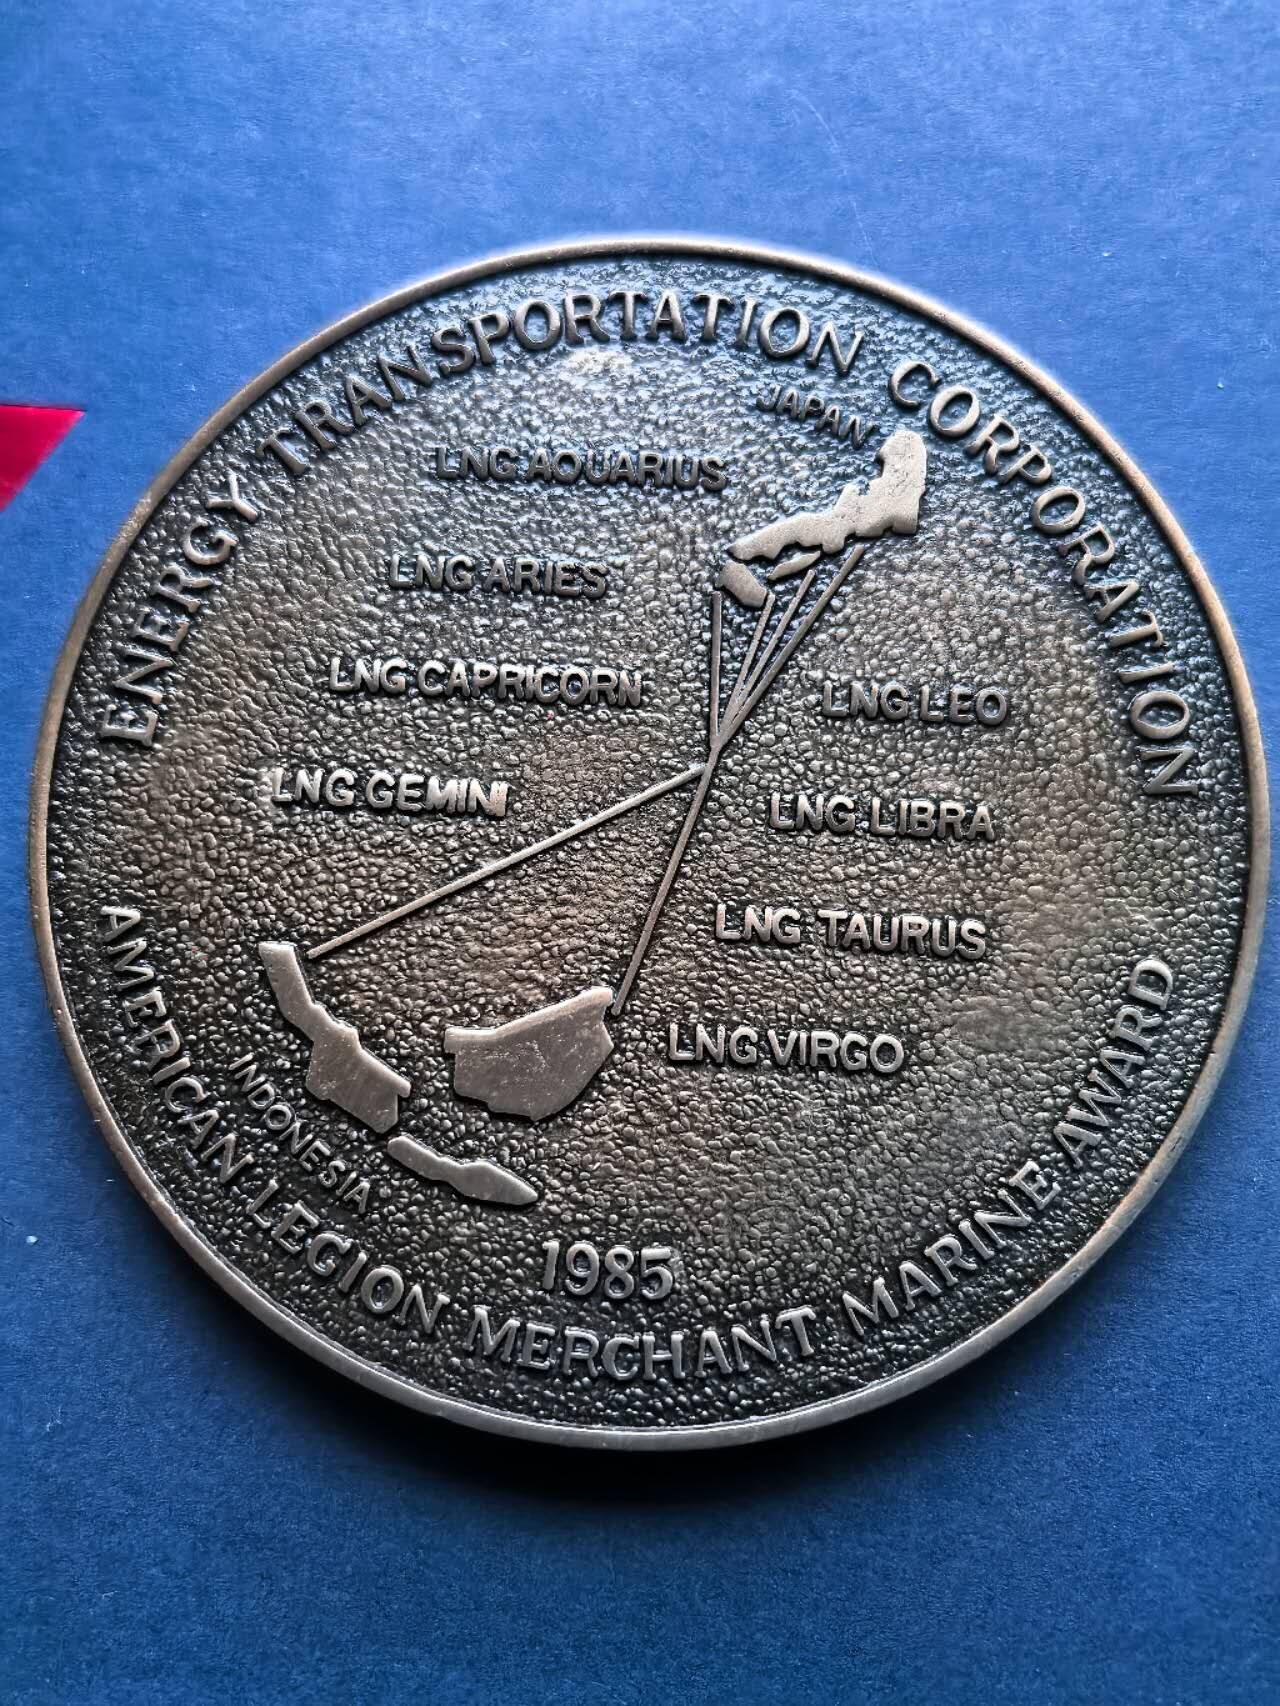 ENERGY TRANSPORTATION CORPORATION
JAPAN
LNG AQUARIUS
LNG ARIES
LNG CAPRICORN
LNG GEMINI
LNG LEO
LNG LIBRA
LNG TAURUS
LNG VIRGO
INDONESIA
1985
AMERICAN LEGION MERCHANT MARINE AWARD